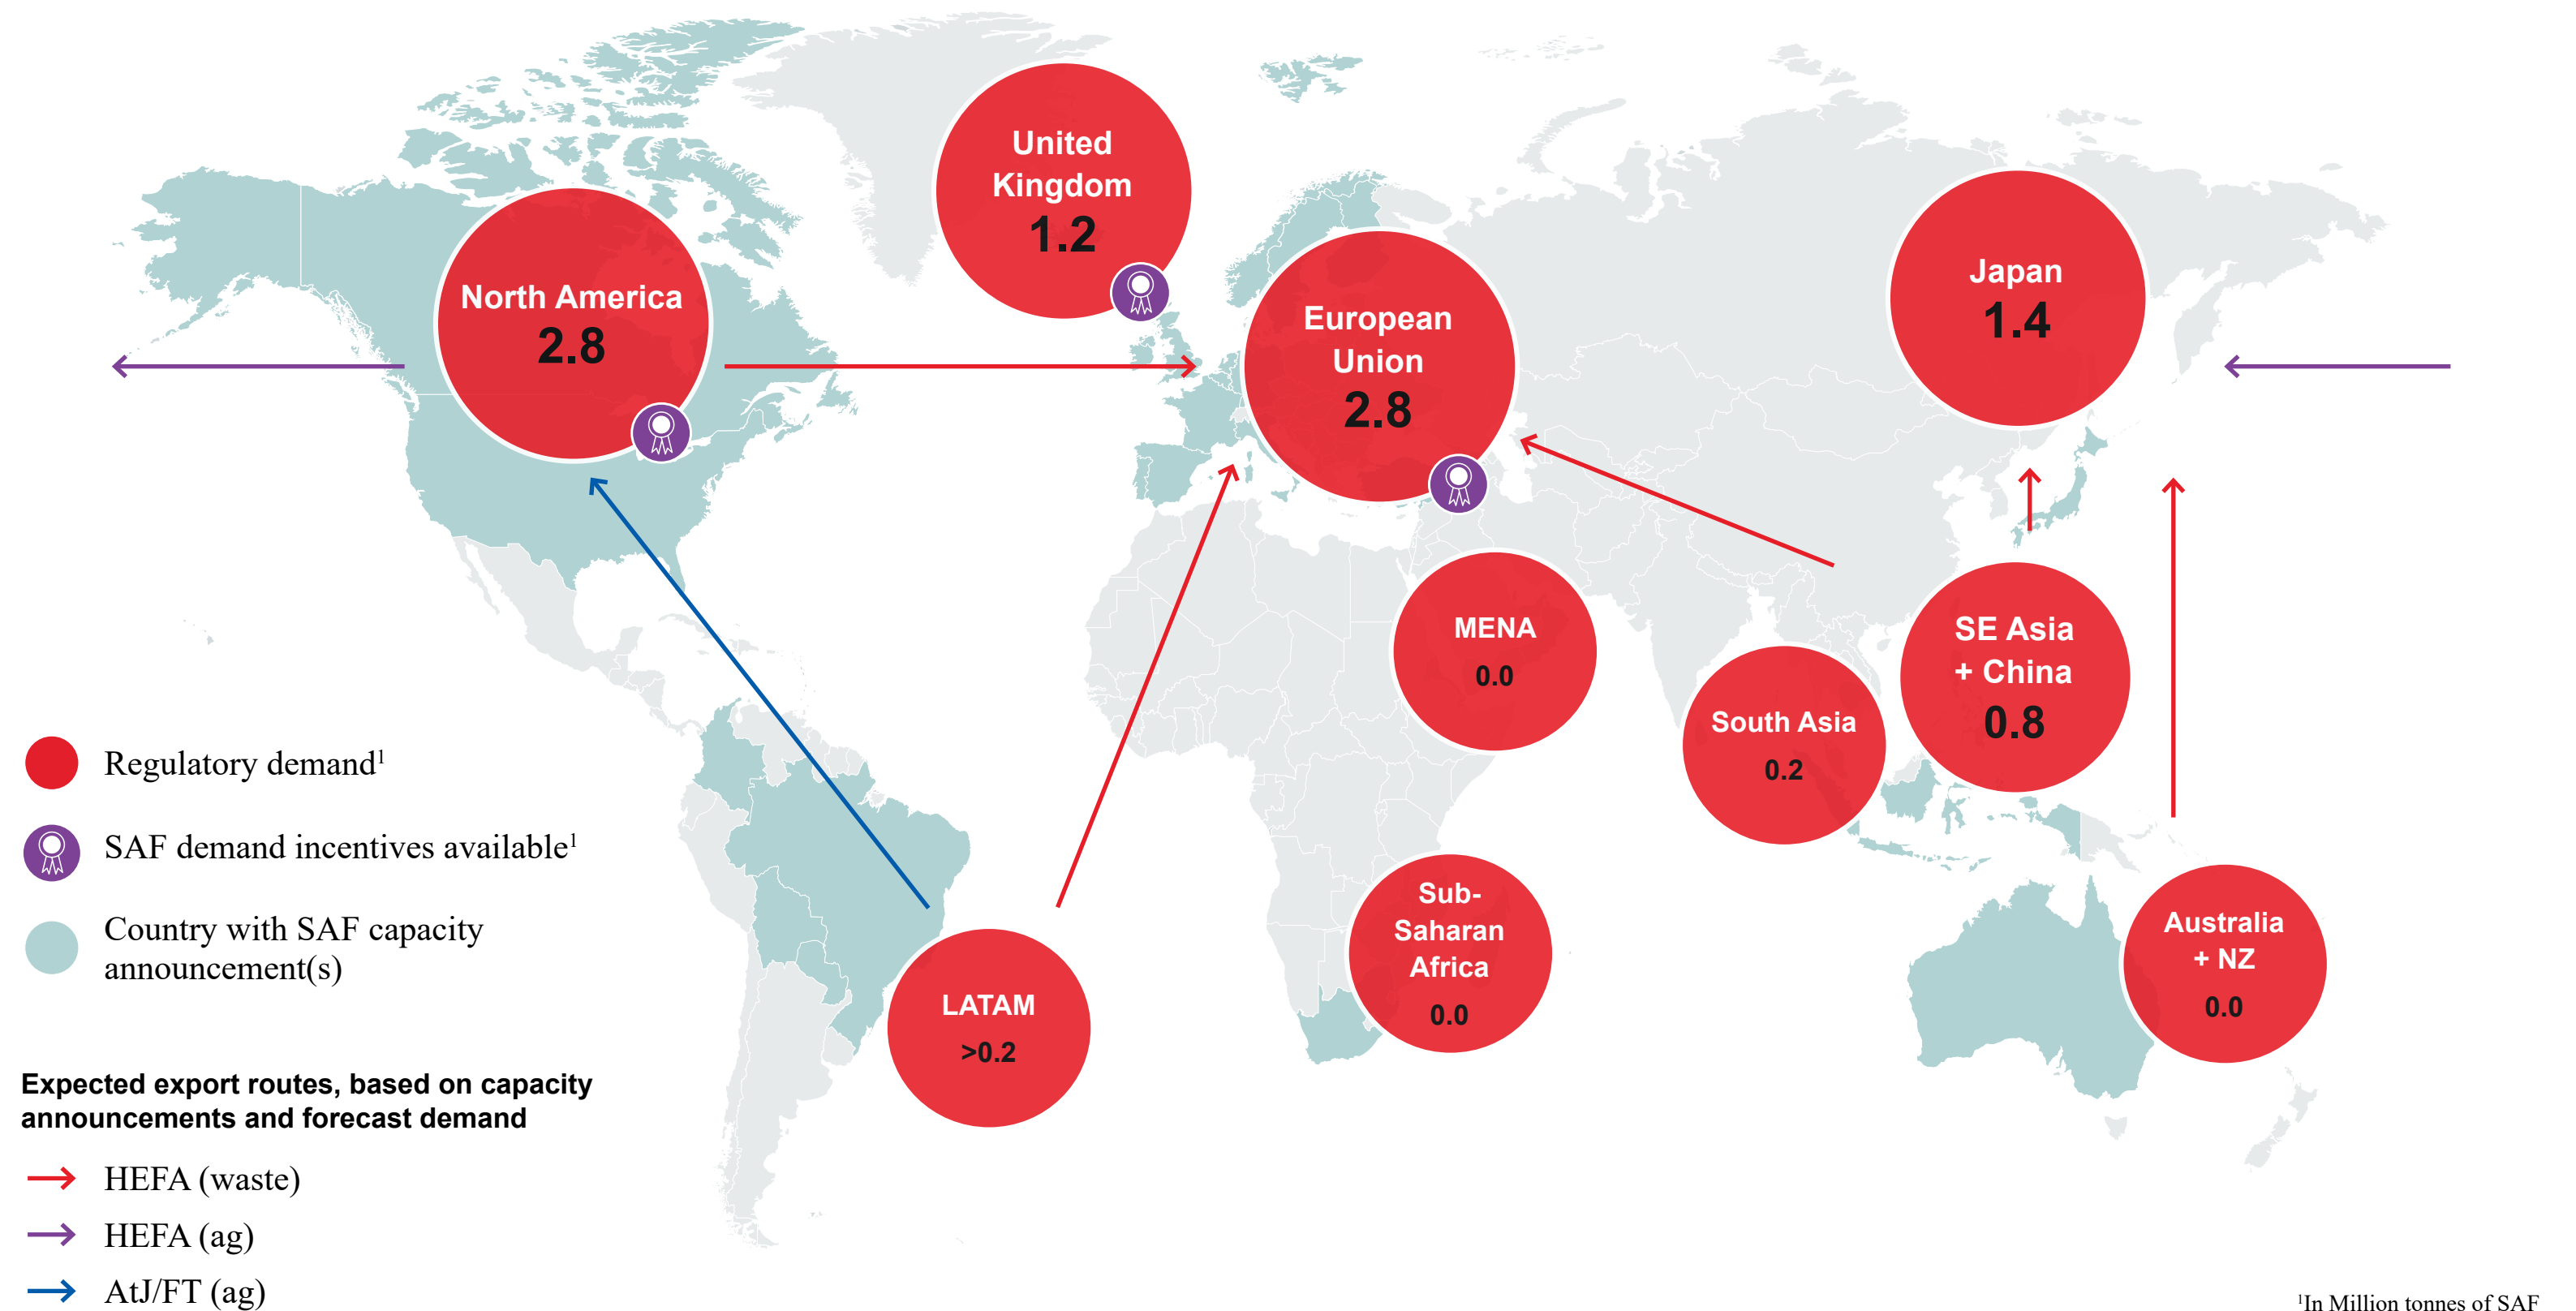 United
Kingdom
1.2
North America
2.8
European
Union
2.8
Japan
1.4
MENA
0.0
South Asia
0.2
SE Asia
+ China
0.8
Sub-
Saharan
Africa
0.0
Australia
+ NZ
0.0
LATAM
>0.2
Regulatory demand¹
SAF demand incentives available¹
Country with SAF capacity
announcement(s)
Expected export routes, based on capacity
announcements and forecast demand
HEFA (waste)
HEFA (ag)
AtJ/FT (ag)
¹In Million tonnes of SAF